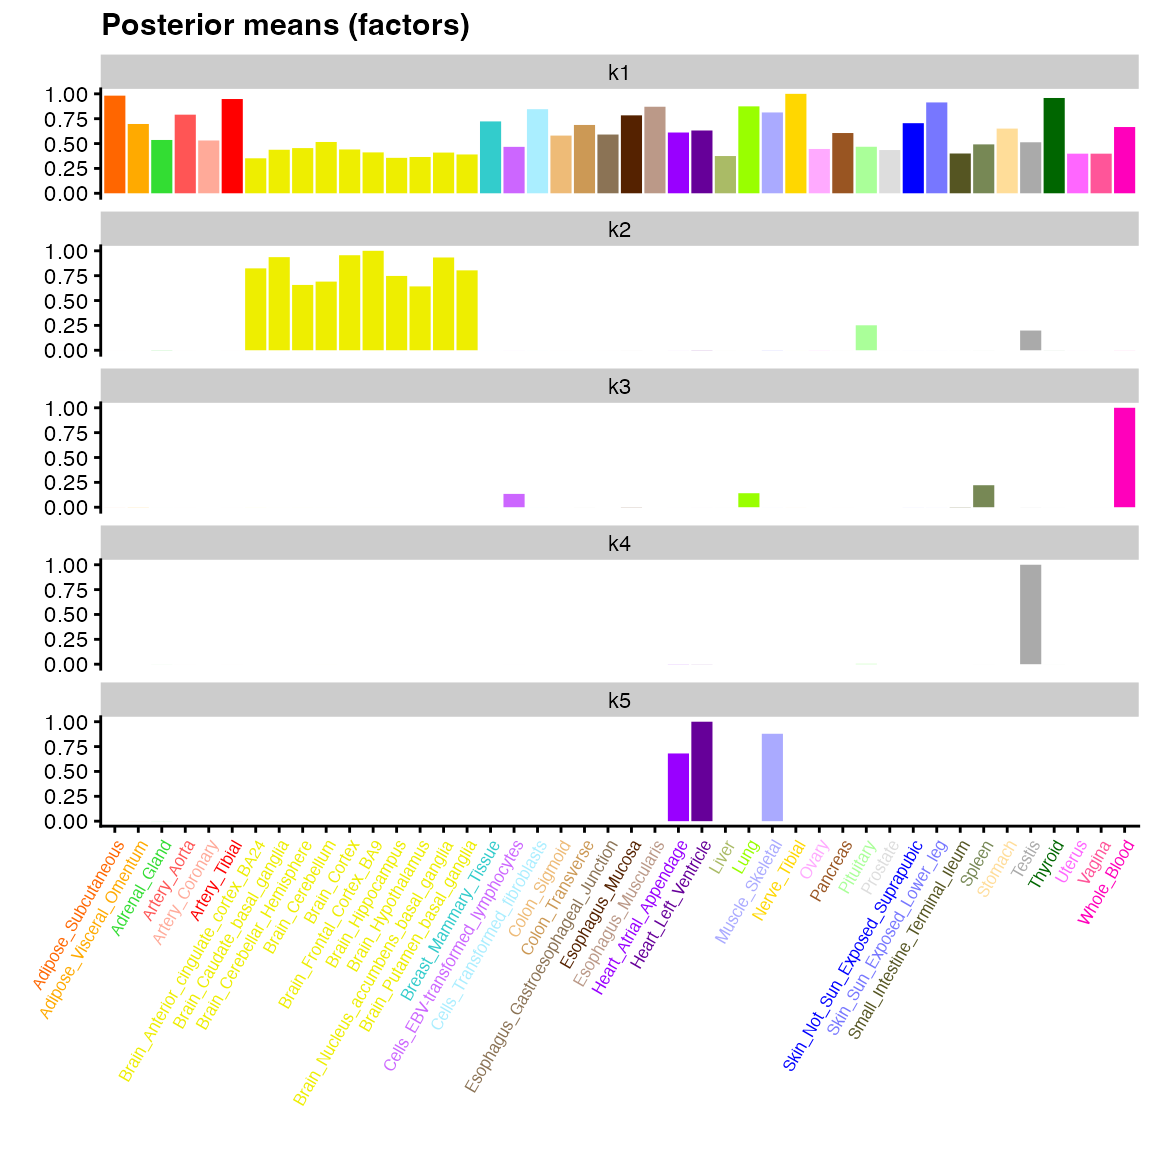 Posterior means (factors)
k1
1.00
0.75
0.50
0.25
0.00
k2
1.00
0.75
0.50
0.25
0.00
k3
1.00
0.75
0.50
0.25
0.00
k4
1.00
0.75
0.50
0.25
0.00
k5
1.00
0.75
0.50
0.25
0.00
Adipose_Subcutaneous
Adipose_Visceral_Omentum
Adrenal_Gland
Artery_Aorta
Artery_Coronary
Artery_Tibial
Brain_Anterior_cingulate_cortex_BA24
Brain_Caudate_basal_ganglia
Brain_Cerebellar_Hemisphere
Brain_Cerebellum
Brain_Cortex
Brain_Frontal_Cortex_BA9
Brain_Hippocampus
Brain_Hypothalamus
Brain_Nucleus_accumbens_basal_ganglia
Brain_Putamen_basal_ganglia
Breast_Mammary_Tissue
Cells_EBV-transformed_lymphocytes
Cells_Transformed_fibroblasts
Colon_Sigmoid
Colon_Transverse
Esophagus_Gastroesophageal_Junction
Esophagus_Mucosa
Esophagus_Muscularis
Heart_Atrial_Appendage
Heart_Left_Ventricle
Liver
Lung
Muscle_Skeletal
Nerve_Tibial
Ovary
Pancreas
Pituitary
Prostate
Skin_Not_Sun_Exposed_Suprapubic
Skin_Sun_Exposed_Lower_leg
Small_Intestine_Terminal_Ileum
Spleen
Stomach
Testis
Thyroid
Uterus
Vagina
Whole_Blood